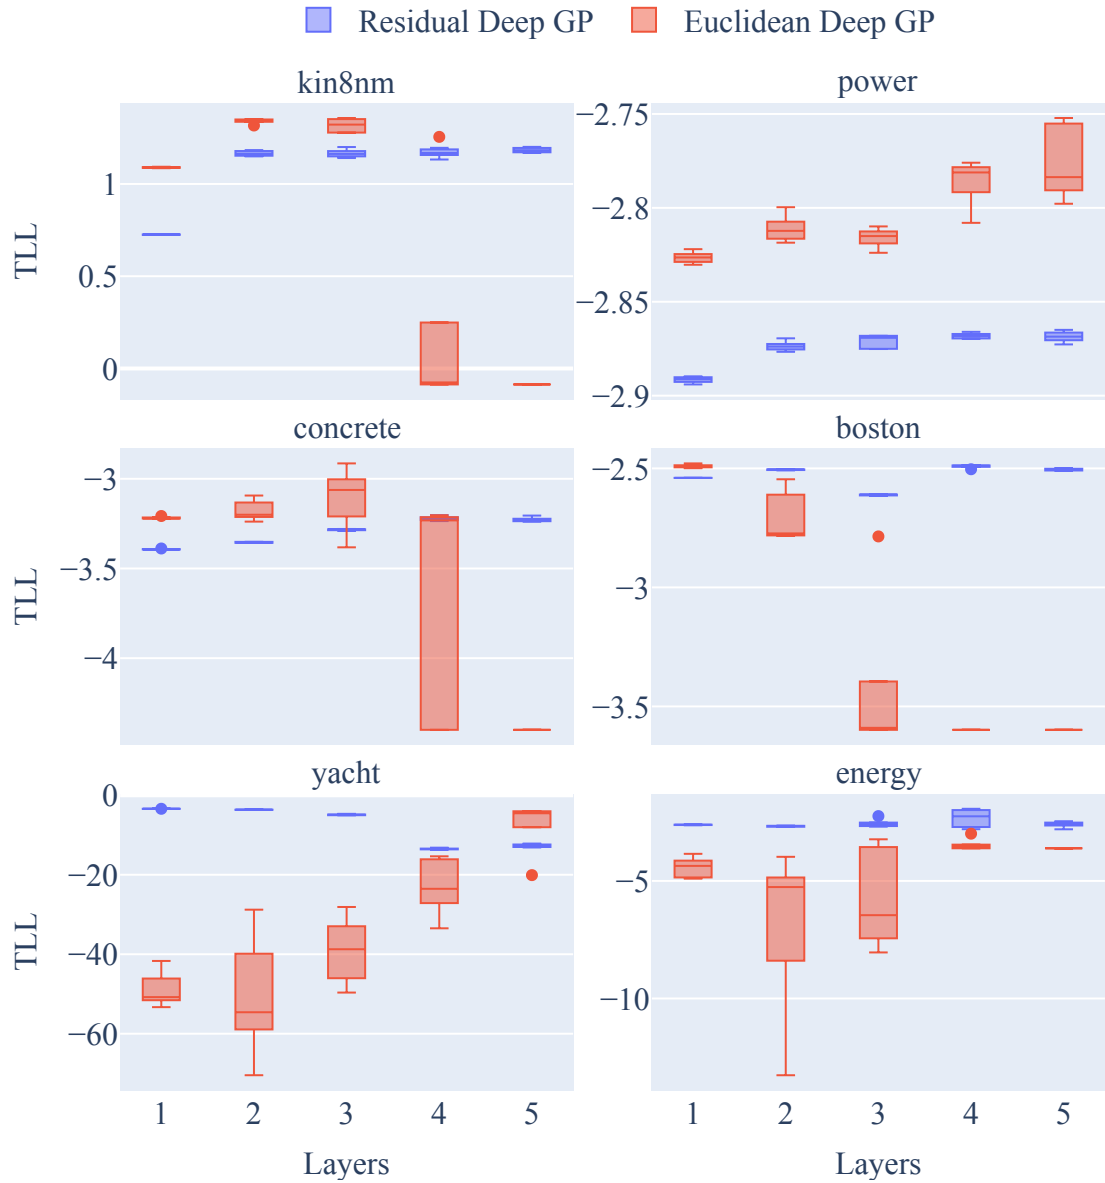 Residual Deep GP Euclidean Deep GP
kin8nm
power
TLL
1
0.5
0
−2.75
−2.8
−2.85
−2.9
concrete
boston
TLL
−3
−3.5
−4
−2.5
−3
−3.5
yacht
energy
TLL
0
−20
−40
−60
−5
−10
1 2 3 4 5
1 2 3 4 5
Layers
Layers